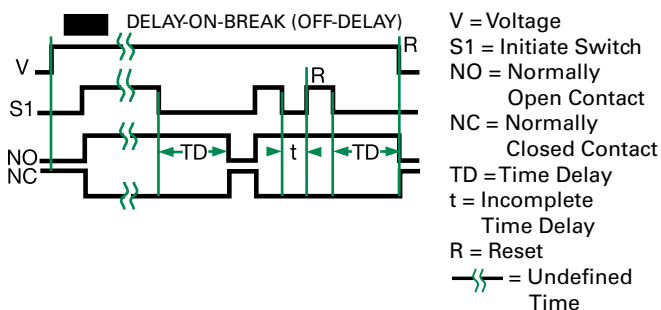 DELAY-ON-BREAK (OFF-DELAY)
R
V
S1
R
NO
NC
TD
t
TD
V = Voltage
S1 = Initiate Switch
NO = Normally
Open Contact
NC = Normally
Closed Contact
TD = Time Delay
t = Incomplete
Time Delay
R = Reset
= Undefined
Time